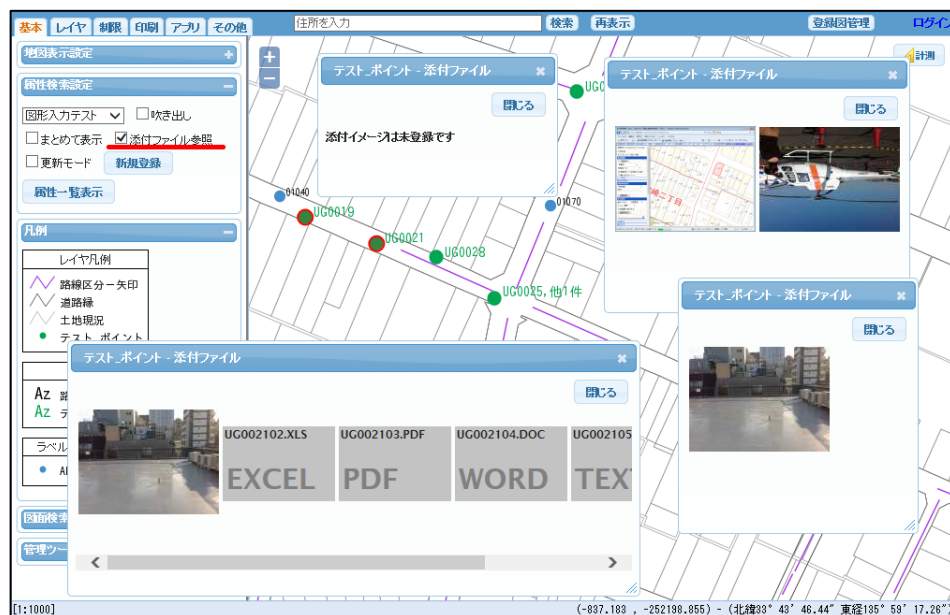 基本 レイヤ 制限 印刷 アプリ その他 住所を入力 検索 再表示 登録図管理 ログイン
地図表示設定 +
属性検索設定 −
図形入力テスト 吹き出し
まとめて表示 添付ファイル参照
更新モード 新規登録
属性一覧表示
凡例 −
レイヤ凡例
路線区分－矢印
道路縁
土地現況
テスト_ポイント
Az
Az
ラベル
図面検索
管理ツー
+
−
計測
テスト_ポイント - 添付ファイル ×
閉じる
添付イメージは未登録です
テスト_ポイント - 添付ファイル ×
閉じる
二丁目
01040
UG0019
UG0021
UG0028
UG0025,他1件
01070
テスト_ポイント - 添付ファイル ×
閉じる
テスト_ポイント - 添付ファイル ×
閉じる
UG002102.XLS UG002103.PDF UG002104.DOC UG002105
EXCEL PDF WORD TEX
[1:1000] (-837.183 , -252198.855) - (北緯33° 43′ 46.44″ 東経135° 59′ 17.26″